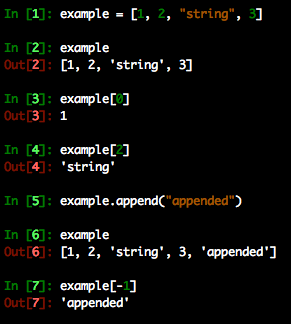 In [1]: example = [1, 2, "string", 3]
In [2]: example
Out[2]: [1, 2, 'string', 3]
In [3]: example[0]
Out[3]: 1
In [4]: example[2]
Out[4]: 'string'
In [5]: example.append("appended")
In [6]: example
Out[6]: [1, 2, 'string', 3, 'appended']
In [7]: example[-1]
Out[7]: 'appended'